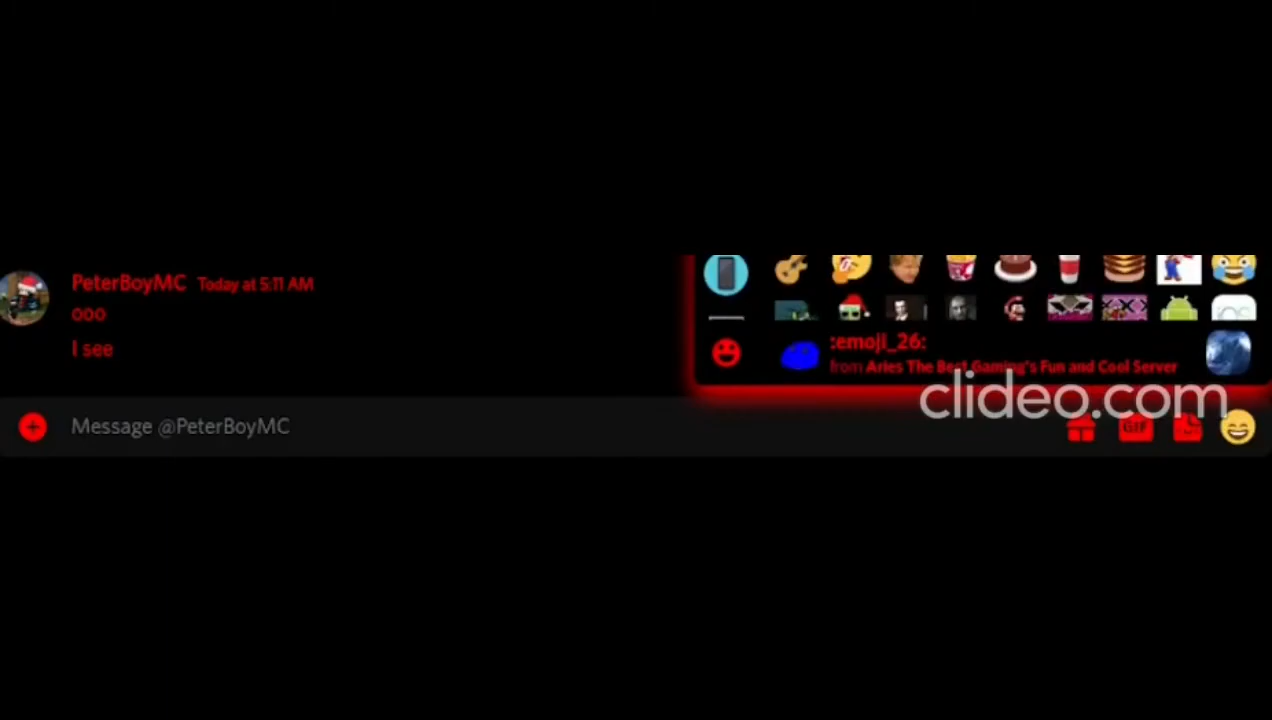 PeterBoyMC Today at 5:11 AM
ooo
I see
:emoji_26:
from Aries The Best Gaming's Fun and Cool Server
clideo.com
Message @PeterBoyMC
GIF